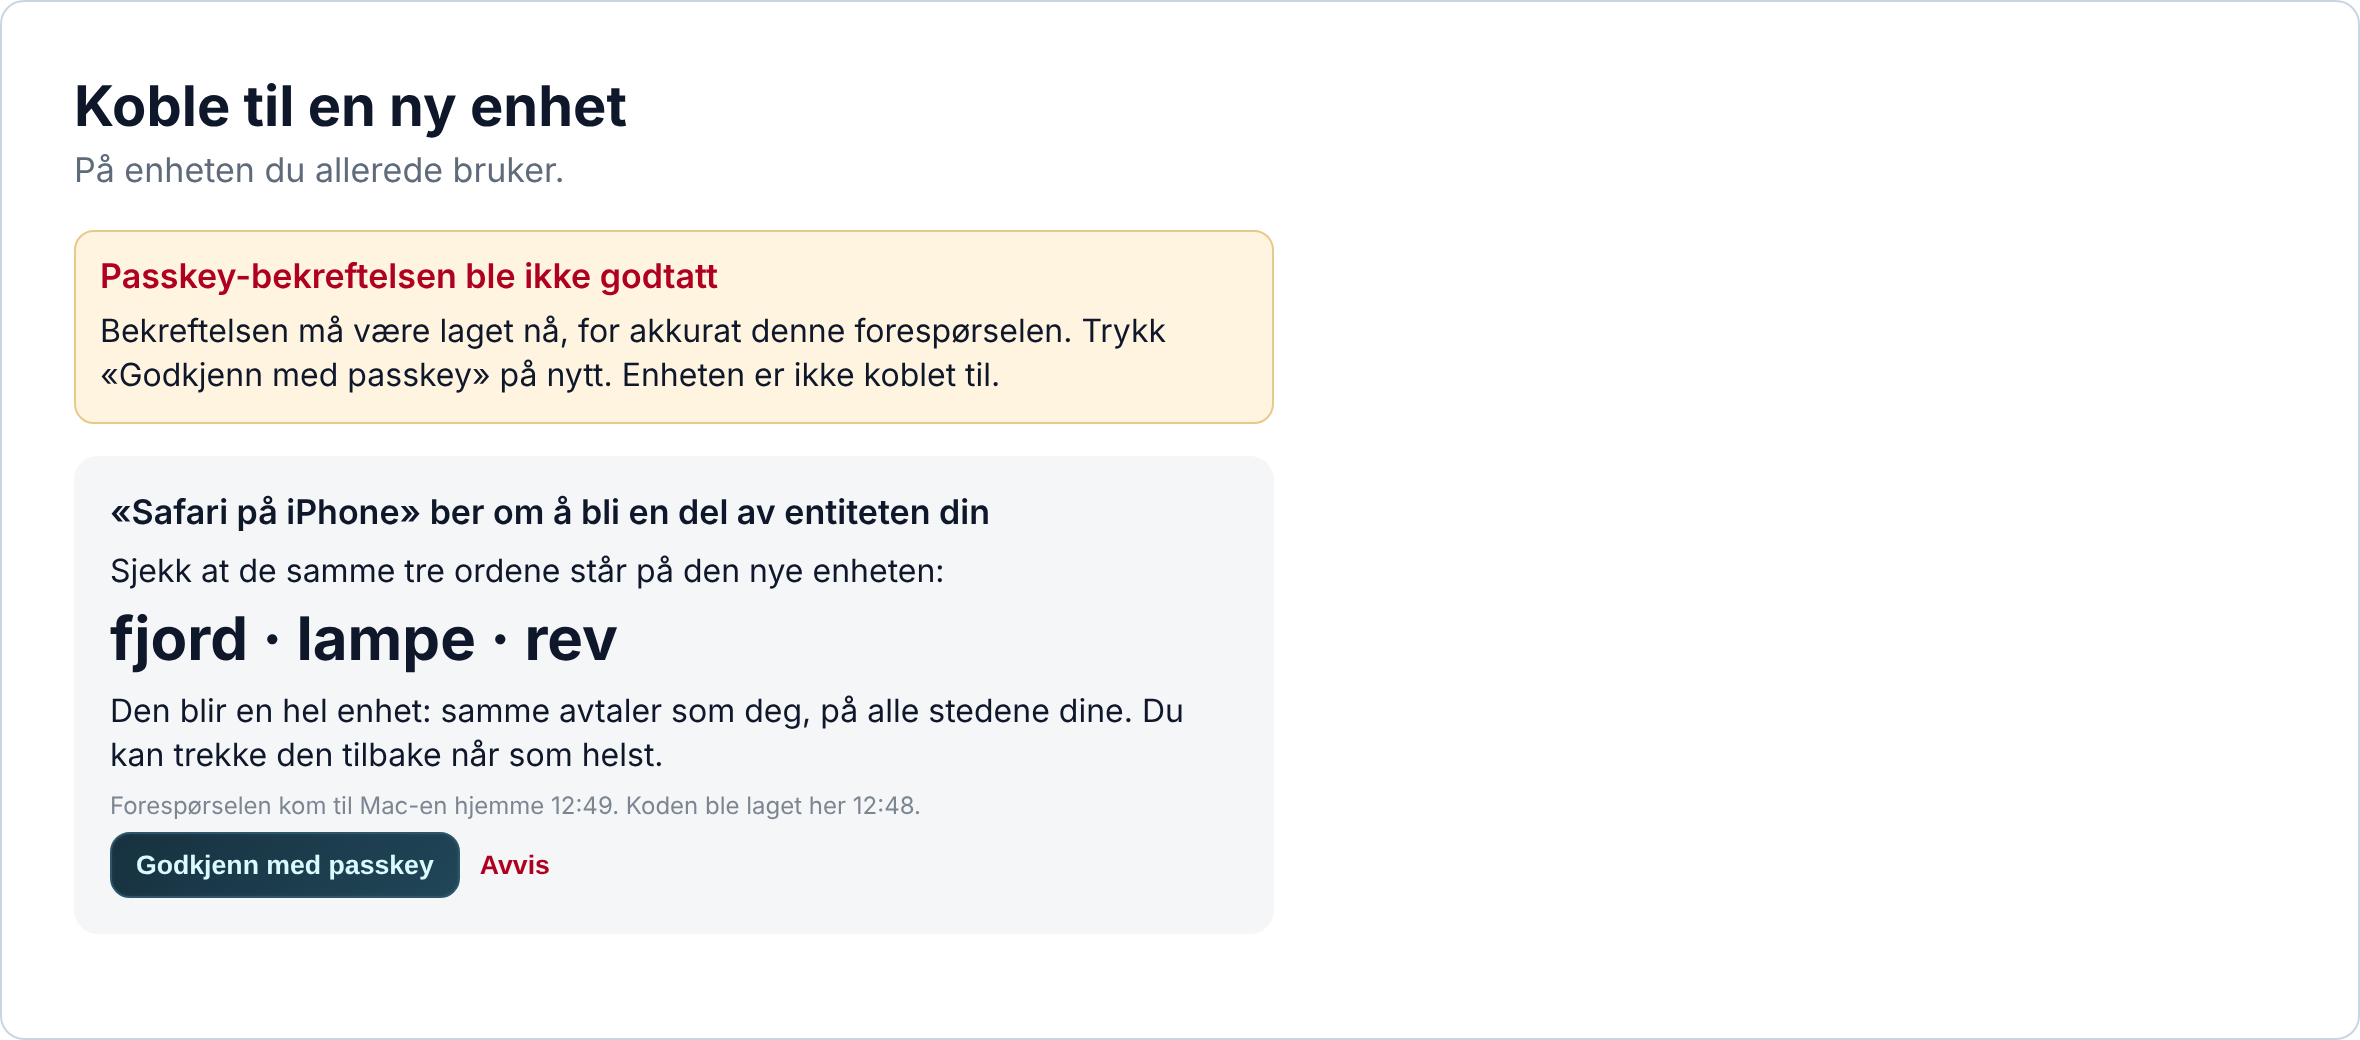 Koble til en ny enhet
På enheten du allerede bruker.
Passkey-bekreftelsen ble ikke godtatt
Bekreftelsen må være laget nå, for akkurat denne forespørselen. Trykk
«Godkjenn med passkey» på nytt. Enheten er ikke koblet til.
«Safari på iPhone» ber om å bli en del av entiteten din
Sjekk at de samme tre ordene står på den nye enheten:
fjord · lampe · rev
Den blir en hel enhet: samme avtaler som deg, på alle stedene dine. Du
kan trekke den tilbake når som helst.
Forespørselen kom til Mac-en hjemme 12:49. Koden ble laget her 12:48.
Godkjenn med passkey Avvis